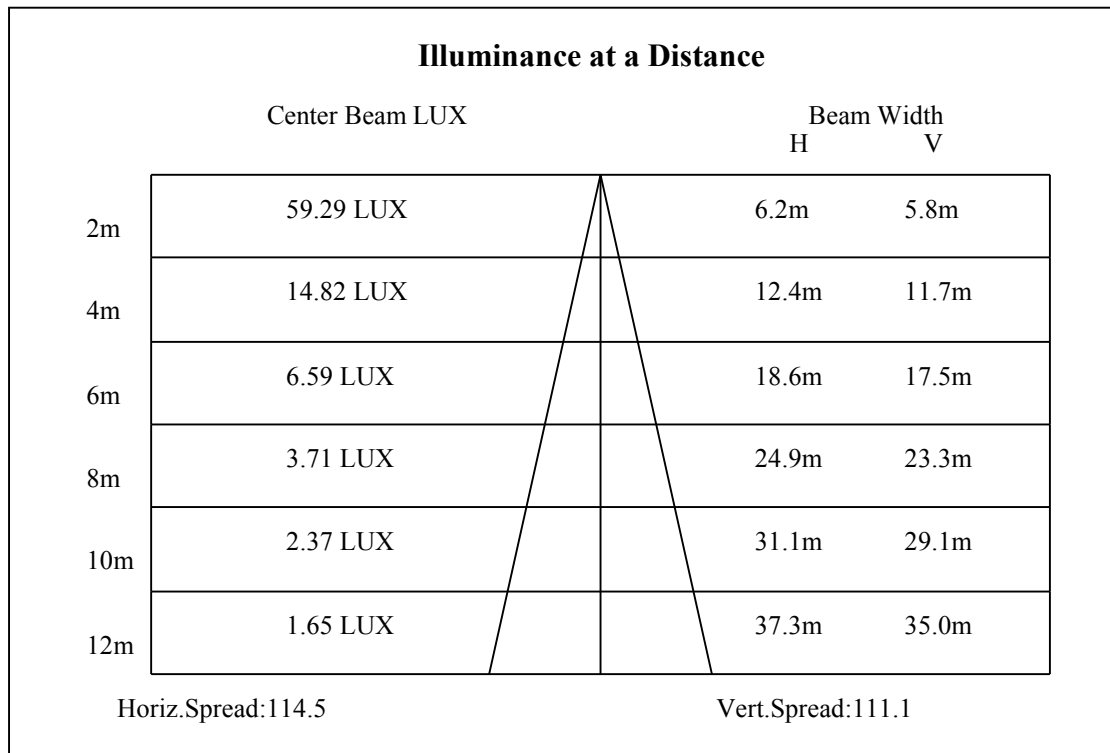 Illuminance at a Distance
Center Beam LUX Beam Width
H V
2m 59.29 LUX 6.2m 5.8m
4m 14.82 LUX 12.4m 11.7m
6m 6.59 LUX 18.6m 17.5m
8m 3.71 LUX 24.9m 23.3m
10m 2.37 LUX 31.1m 29.1m
12m 1.65 LUX 37.3m 35.0m
Horiz.Spread:114.5 Vert.Spread:111.1